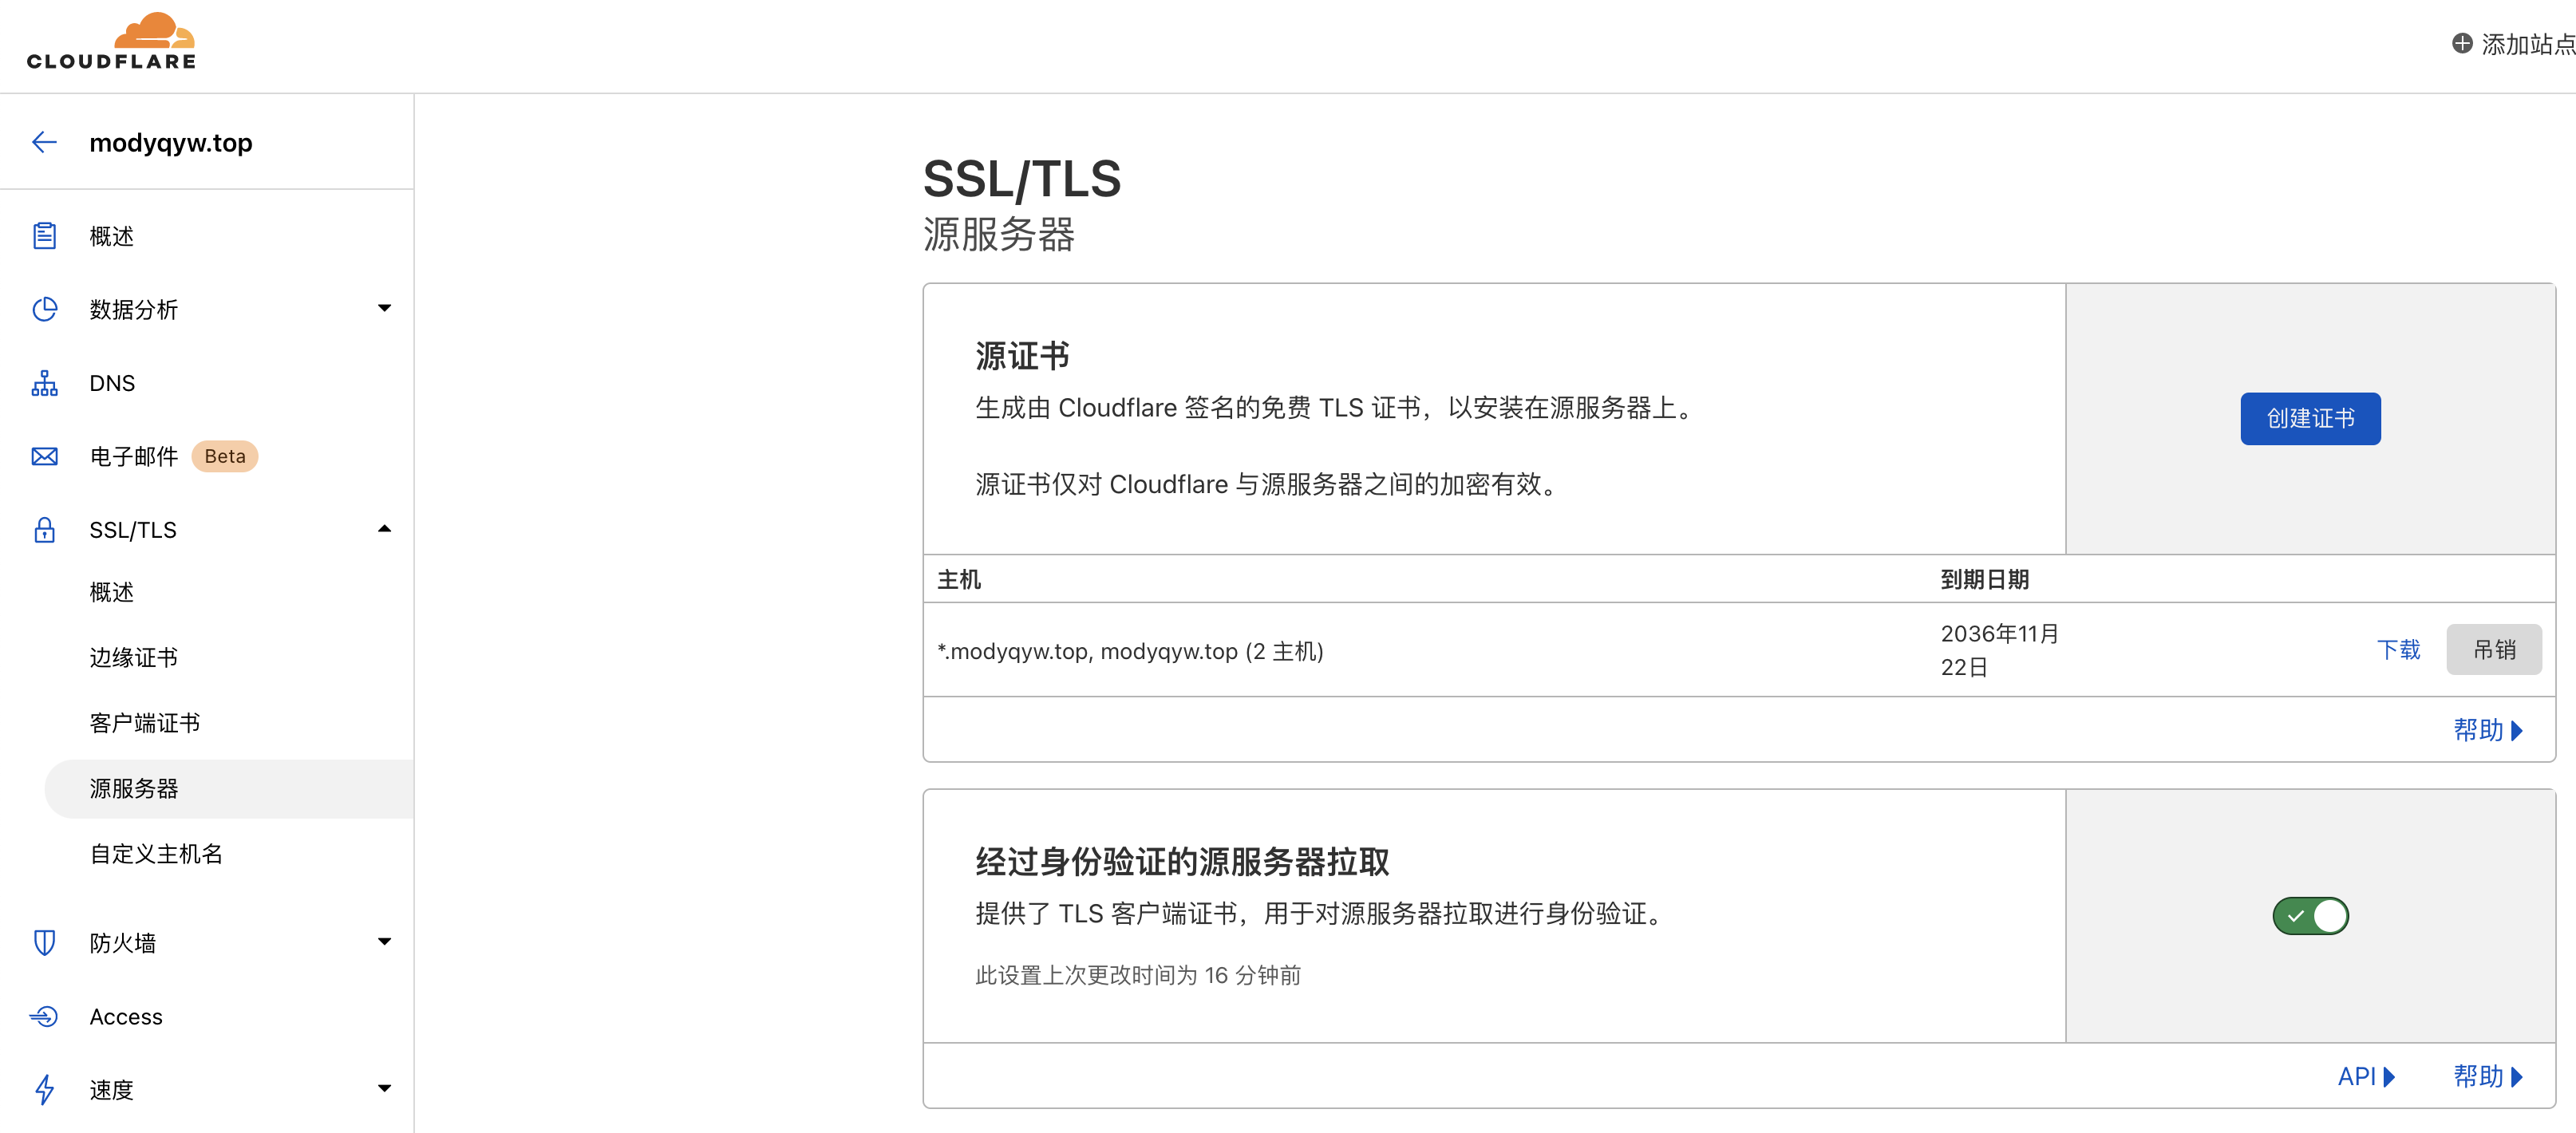 CLOUDFLARE
添加站点
modyqyw.top
概述
数据分析
DNS
电子邮件 Beta
SSL/TLS
概述
边缘证书
客户端证书
源服务器
自定义主机名
防火墙
Access
速度
SSL/TLS
源服务器
源证书
生成由 Cloudflare 签名的免费 TLS 证书，以安装在源服务器上。
源证书仅对 Cloudflare 与源服务器之间的加密有效。
创建证书
主机 到期日期
*.modyqyw.top, modyqyw.top (2 主机) 2036年11月
22日
下载 吊销
帮助
经过身份验证的源服务器拉取
提供了 TLS 客户端证书，用于对源服务器拉取进行身份验证。
此设置上次更改时间为 16 分钟前
API 帮助